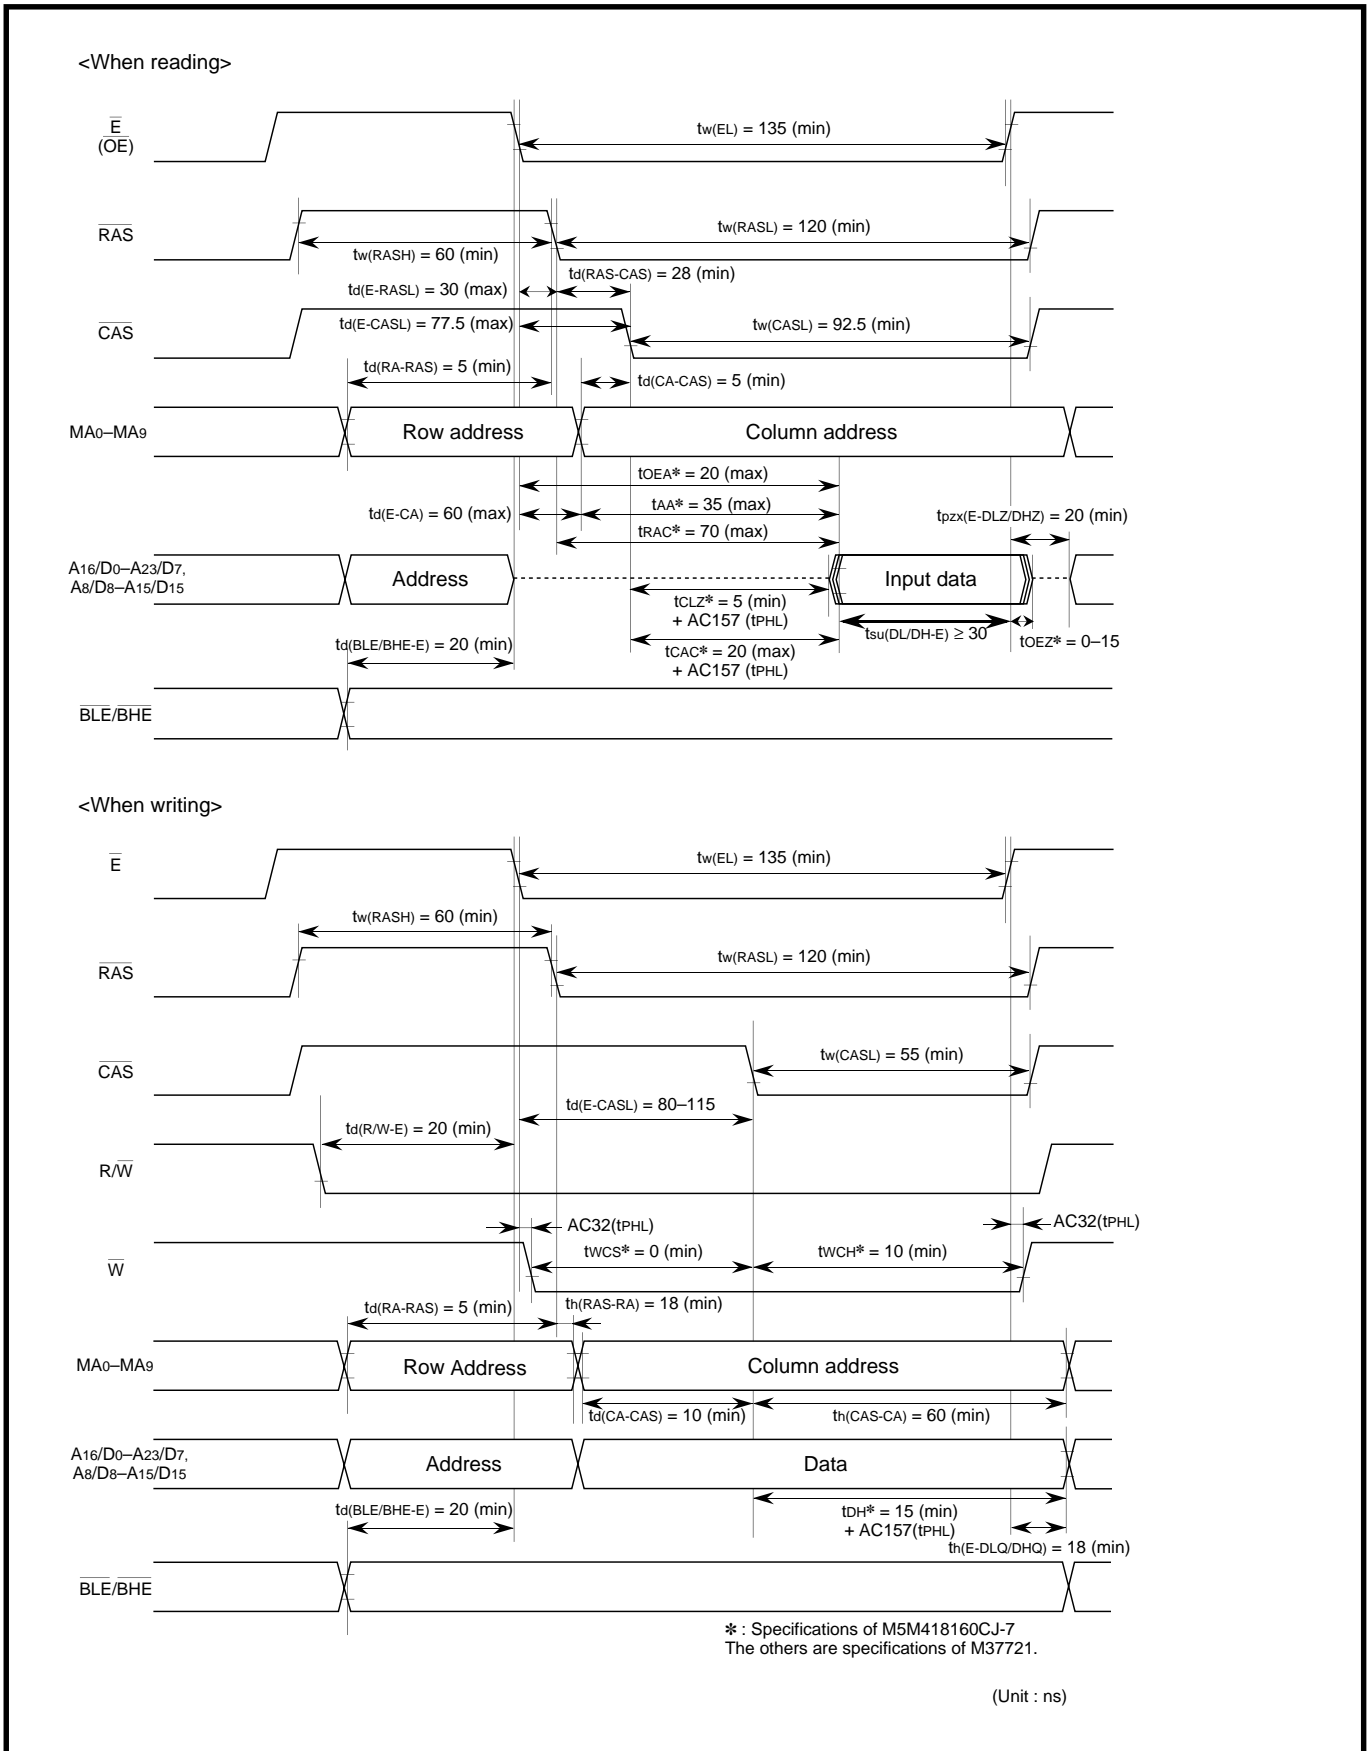 <When reading>
E
(OE)
tw(EL) = 135 (min)
RAS
tw(RASL) = 120 (min)
tw(RASH) = 60 (min)
td(RAS-CAS) = 28 (min)
td(E-RASL) = 30 (max)
CAS
td(E-CASL) = 77.5 (max)
tw(CASL) = 92.5 (min)
td(RA-RAS) = 5 (min)
td(CA-CAS) = 5 (min)
MA0–MA9
Row address
Column address
tOEA* = 20 (max)
td(E-CA) = 60 (max)
tAA* = 35 (max)
tpzx(E-DLZ/DHZ) = 20 (min)
tRAC* = 70 (max)
A16/D0–A23/D7,
A8/D8–A15/D15
Address
Input data
tCLZ* = 5 (min)
+ AC157 (tPHL)
tsu(DL/DH-E) ≥ 30
tOEZ* = 0–15
td(BLE/BHE-E) = 20 (min)
tCAC* = 20 (max)
+ AC157 (tPHL)
BLE/BHE
<When writing>
E
tw(EL) = 135 (min)
tw(RASH) = 60 (min)
RAS
tw(RASL) = 120 (min)
CAS
tw(CASL) = 55 (min)
td(E-CASL) = 80–115
td(R/W-E) = 20 (min)
R/W
AC32(tPHL)
AC32(tPHL)
W
tWCS* = 0 (min)
tWCH* = 10 (min)
td(RA-RAS) = 5 (min)
th(RAS-RA) = 18 (min)
MA0–MA9
Row Address
Column address
td(CA-CAS) = 10 (min)
th(CAS-CA) = 60 (min)
A16/D0–A23/D7,
A8/D8–A15/D15
Address
Data
td(BLE/BHE-E) = 20 (min)
tDH* = 15 (min)
+ AC157(tPHL)
th(E-DLQ/DHQ) = 18 (min)
BLE/BHE
* : Specifications of M5M418160CJ-7
The others are specifications of M37721.
(Unit : ns)